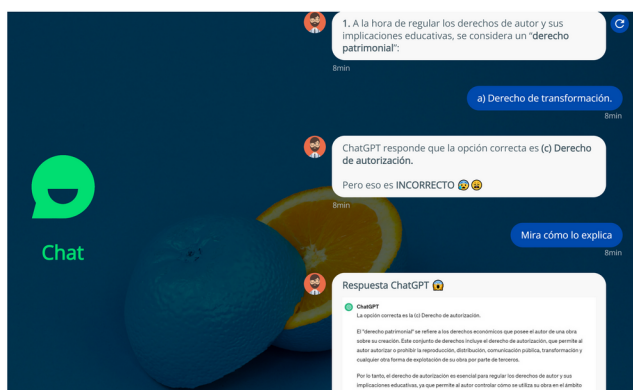 1. A la hora de regular los derechos de autor y sus
implicaciones educativas, se considera un “derecho
patrimonial”:
8min
a) Derecho de transformación.
8min
ChatGPT responde que la opción correcta es (c) Derecho
de autorización.
Pero eso es INCORRECTO 😰😩
8min
Mira cómo lo explica
8min
Chat
Respuesta ChatGPT 😱
ChatGPT
La opción correcta es la (c) Derecho de autorización.
El "derecho patrimonial" se refiere a los derechos económicos que posee el autor de una obra
sobre su creación. Este conjunto de derechos incluye el derecho de autorización, que permite al
autor autorizar o prohibir la reproducción, distribución, comunicación pública, transformación y
cualquier otra forma de explotación de su obra por parte de terceros.
Por lo tanto, el derecho de autorización es esencial para regular los derechos de autor y sus
implicaciones educativas, ya que permite al autor controlar cómo se utiliza su obra en el ámbito